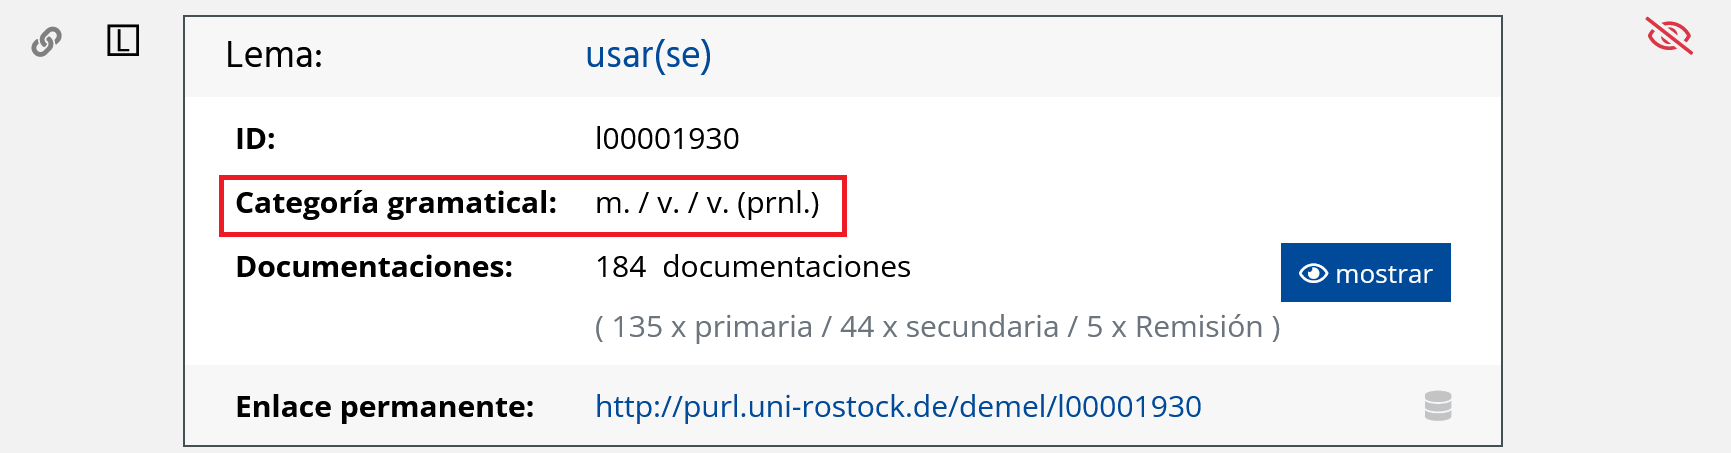 L
Lema: usar(se)
ID: l00001930
Categoría gramatical: m. / v. / v. (prnl.)
Documentaciones: 184 documentaciones
mostrar
( 135 x primaria / 44 x secundaria / 5 x Remisión )
Enlace permanente: http://purl.uni-rostock.de/demel/l00001930